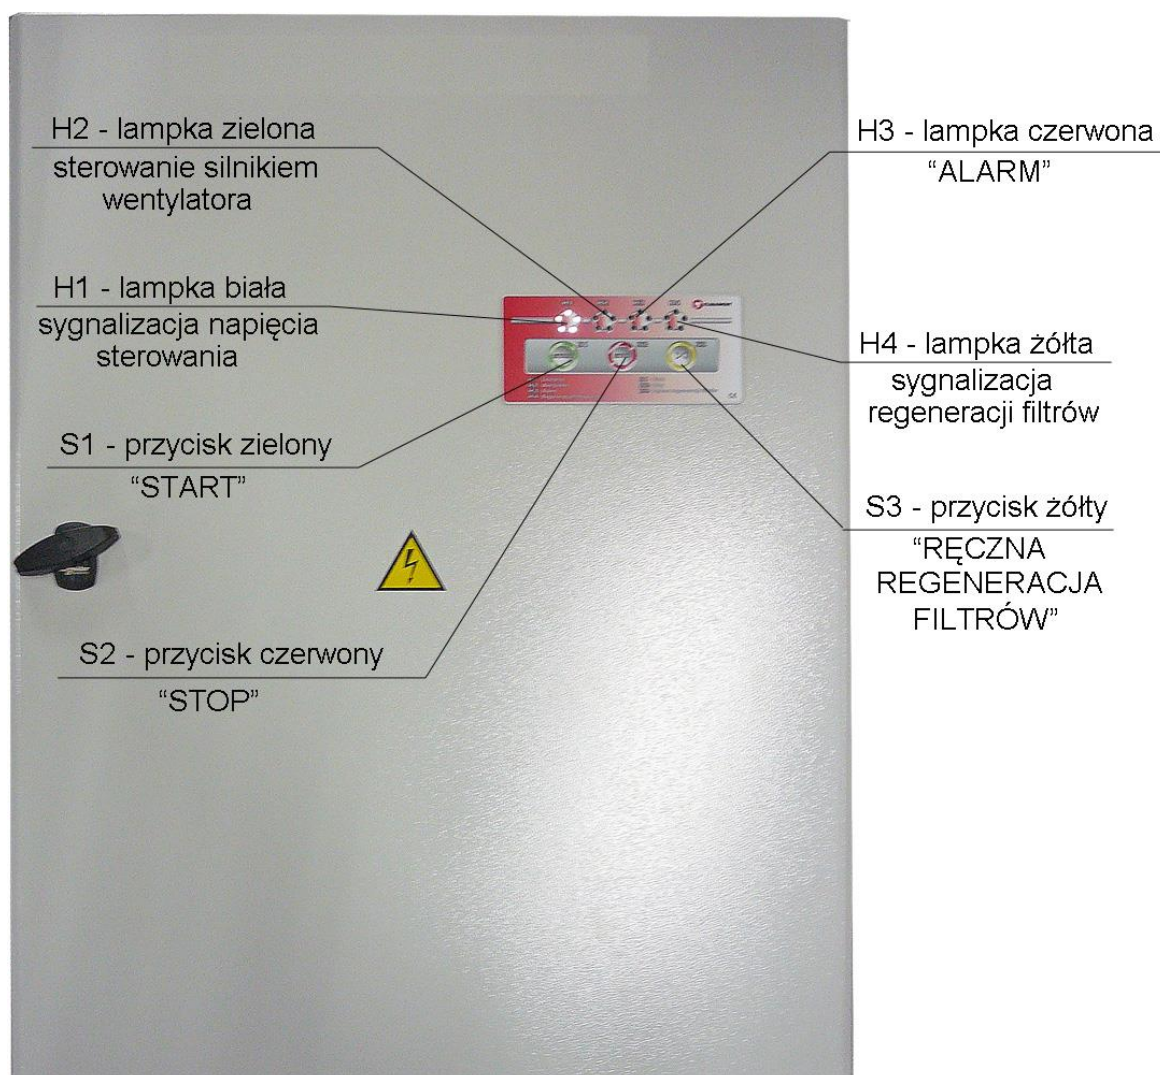 H2 - lampka zielona
sterowanie silnikiem
wentylatora
H3 - lampka czerwona
“ALARM”
H1 - lampka biała
sygnalizacja napięcia
sterowania
H4 - lampka żółta
sygnalizacja
regeneracji filtrów
S1 - przycisk zielony
“START”
S3 - przycisk żółty
“RĘCZNA
REGENERACJA
FILTRÓW”
S2 - przycisk czerwony
“STOP”